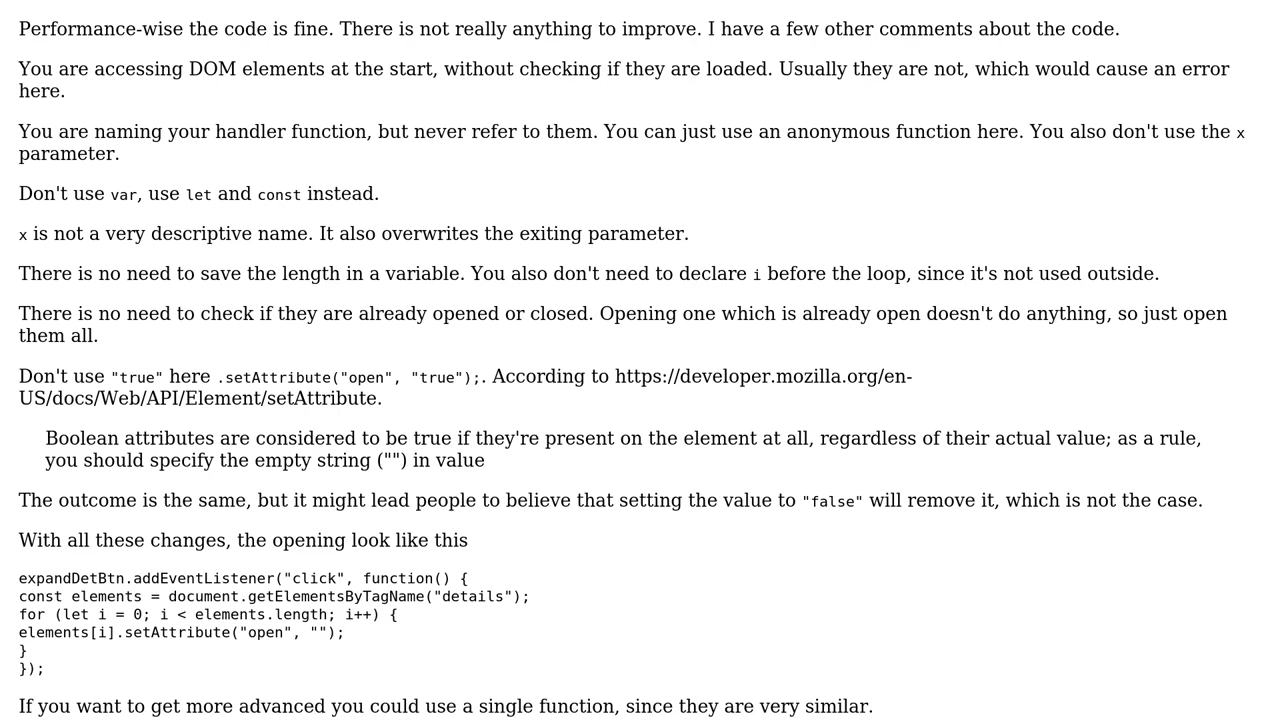 Performance-wise the code is fine. There is not really anything to improve. I have a few other comments about the code.
You are accessing DOM elements at the start, without checking if they are loaded. Usually they are not, which would cause an error
here.
You are naming your handler function, but never refer to them. You can just use an anonymous function here. You also don't use the x
parameter.
Don't use var, use let and const instead.
x is not a very descriptive name. It also overwrites the exiting parameter.
There is no need to save the length in a variable. You also don't need to declare i before the loop, since it's not used outside.
There is no need to check if they are already opened or closed. Opening one which is already open doesn't do anything, so just open
them all.
Don't use "true" here .setAttribute("open", "true");. According to https://developer.mozilla.org/en-
US/docs/Web/API/Element/setAttribute.
Boolean attributes are considered to be true if they're present on the element at all, regardless of their actual value; as a rule,
you should specify the empty string ("") in value
The outcome is the same, but it might lead people to believe that setting the value to "false" will remove it, which is not the case.
With all these changes, the opening look like this
expandDetBtn.addEventListener("click", function() {
const elements = document.getElementsByTagName("details");
for (let i = 0; i < elements.length; i++) {
elements[i].setAttribute("open", "");
}
});
If you want to get more advanced you could use a single function, since they are very similar.